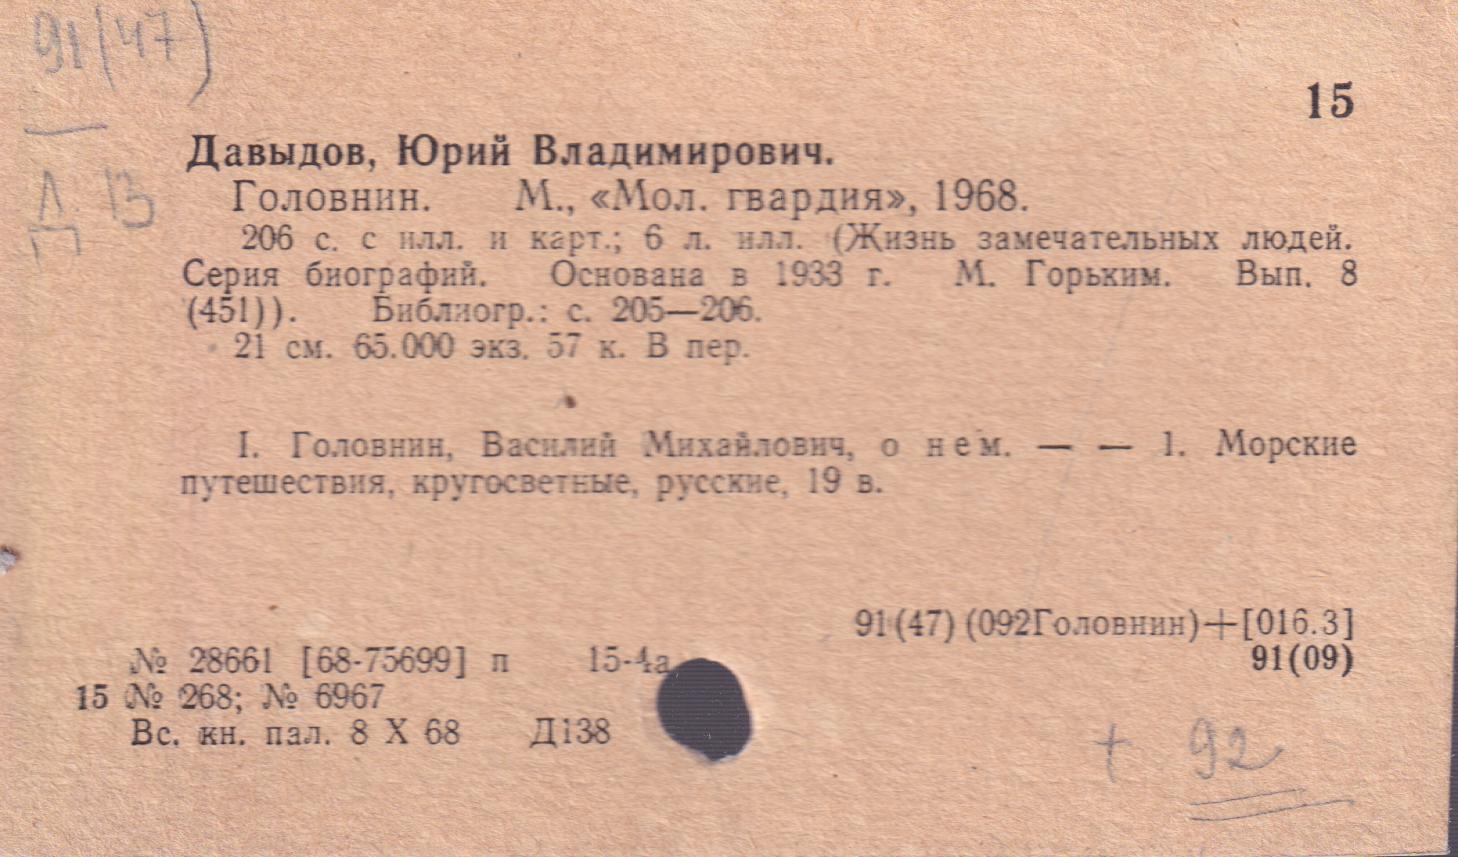 91(47)
Д 13
15
Давыдов, Юрий Владимирович.
Головнин. М., «Мол. гвардия», 1968.
206 с. с илл. и карт.; 6 л. илл. (Жизнь замечательных людей.
Серия биографий. Основана в 1933 г. М. Горьким. Вып. 8
(451)). Библиогр.: с. 205—206.
21 см. 65.000 экз. 57 к. В пер.
I. Головнин, Василий Михайлович, о нем. — — 1. Морские
путешествия, кругосветные, русские, 19 в.
91(47)(092Головнин)+[016.3]
91(09)
№ 28661 [68-75699] п 15-4а
15 № 268; № 6967
Вс. кн. пал. 8 X 68 Д138
+ 92